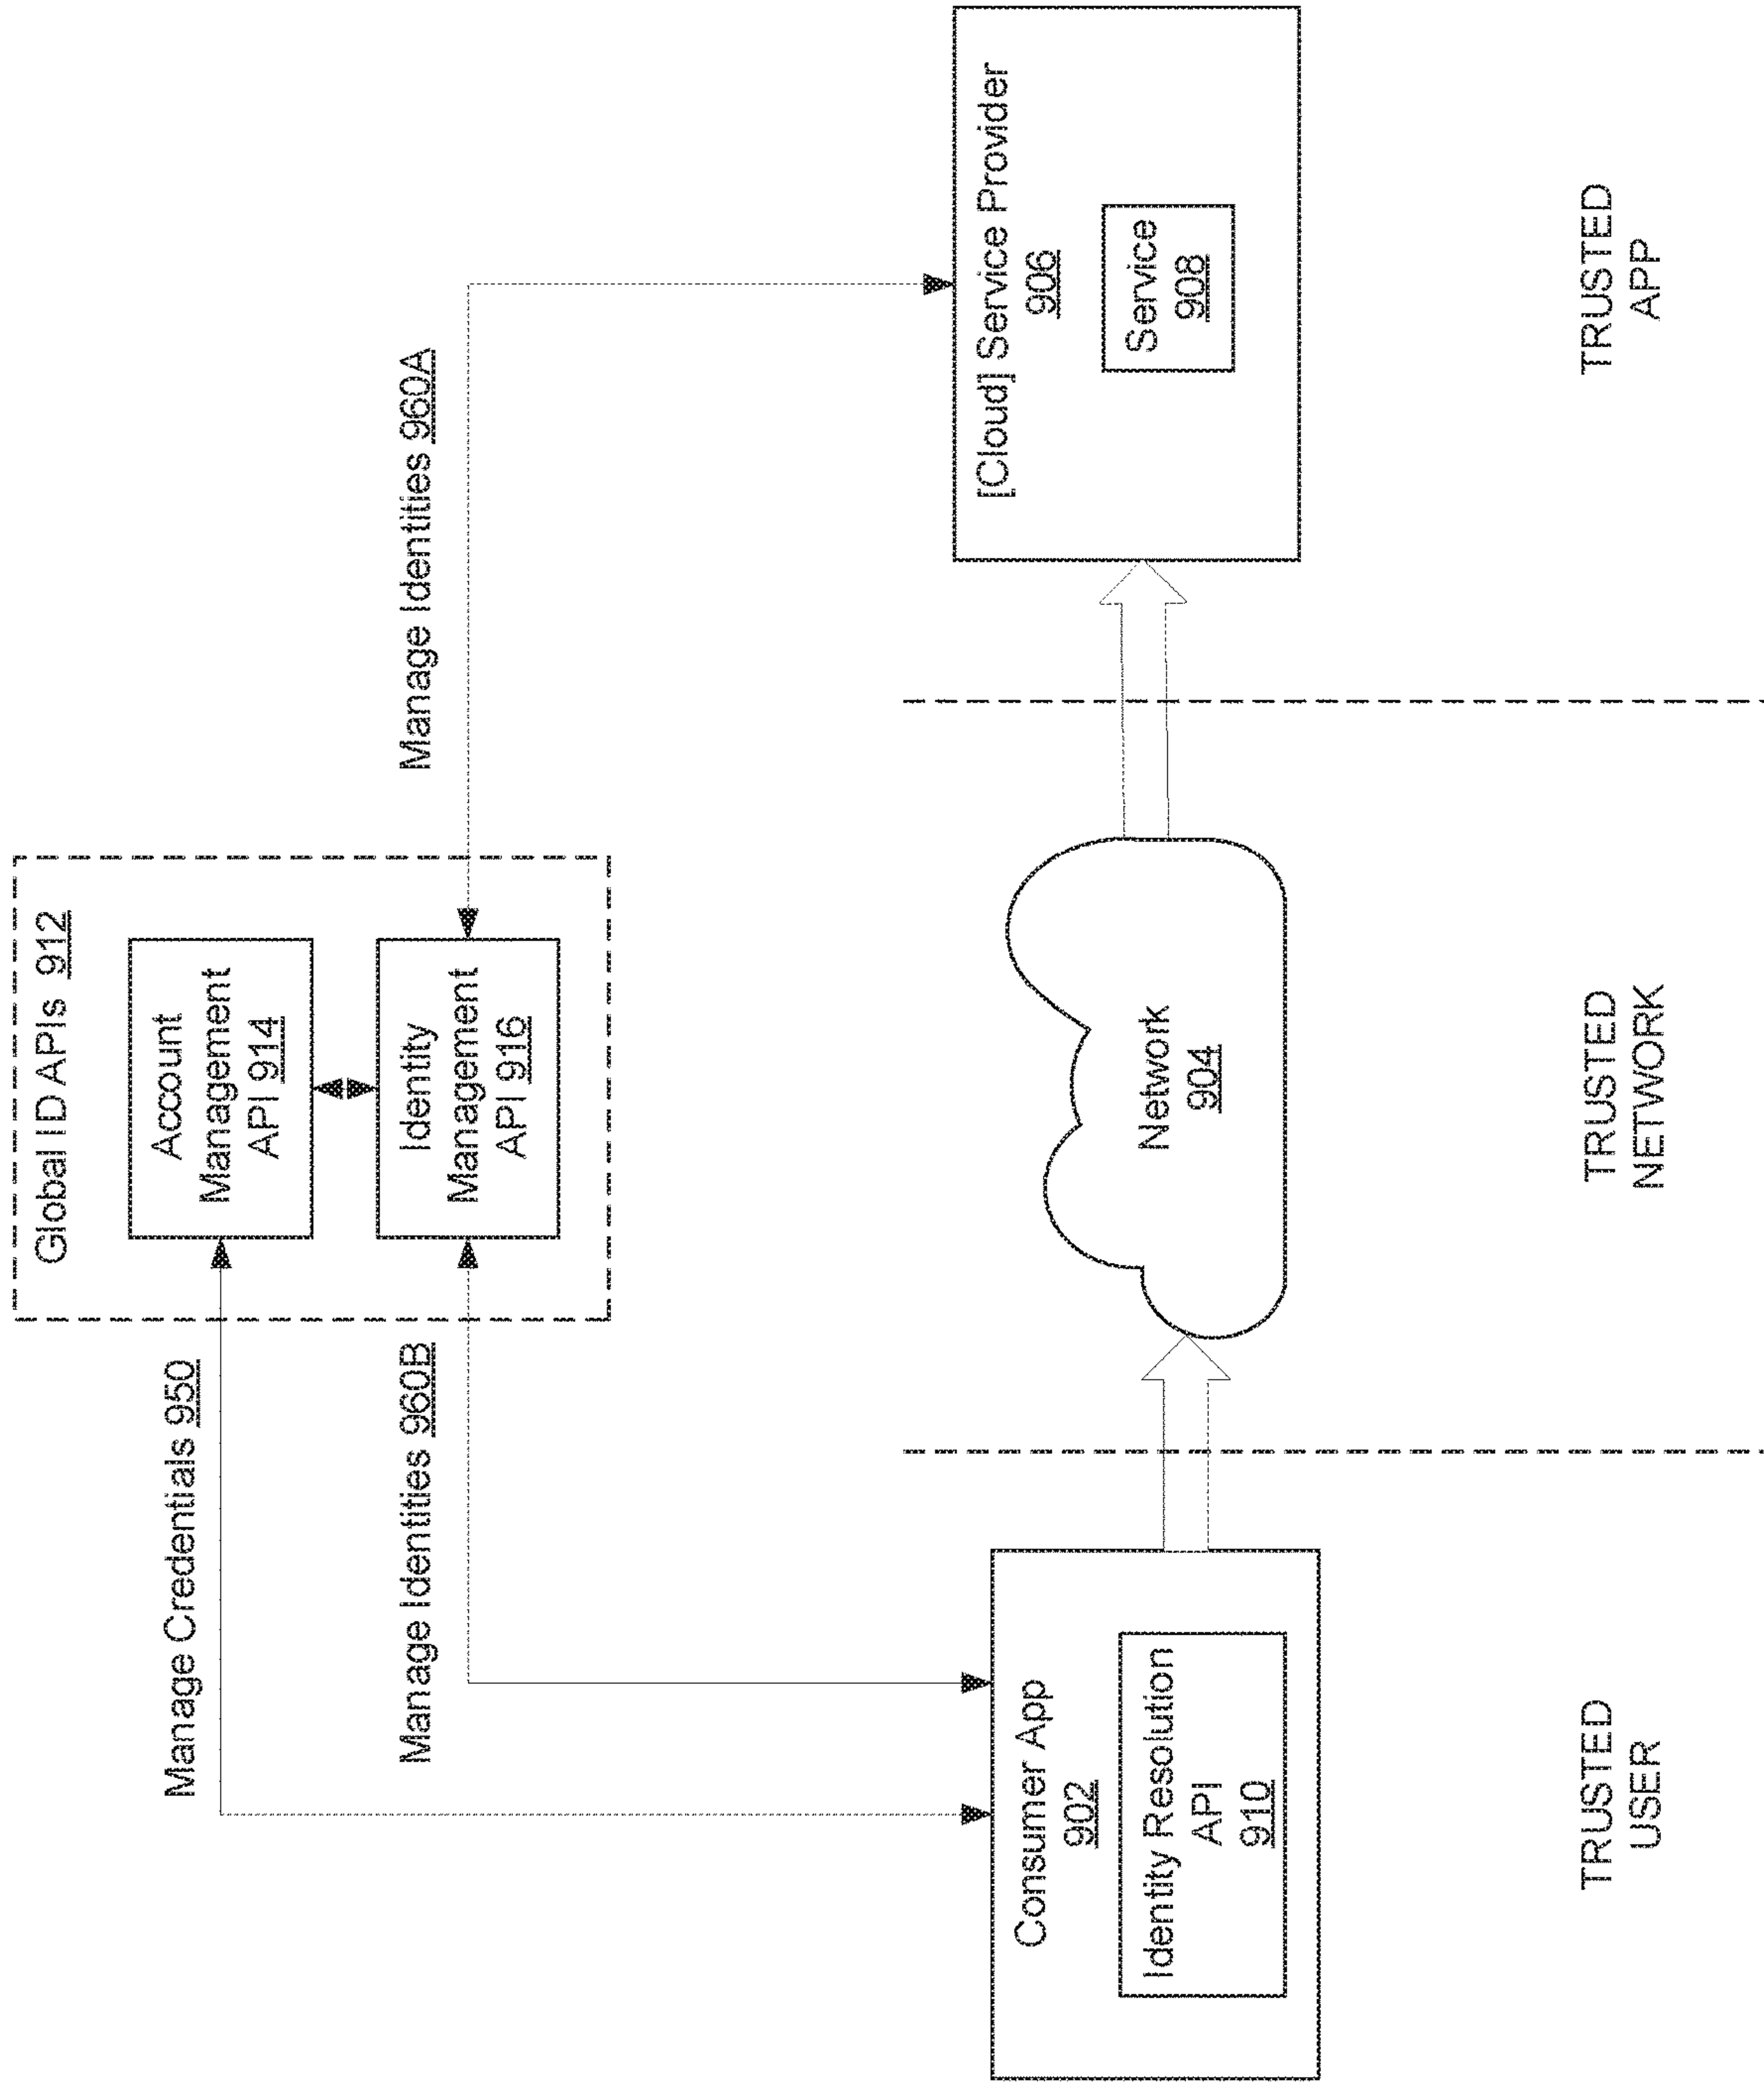 Global ID APIs 912
Account
Management
API 914
Identity
Management
API 916
Manage Credentials 950
Manage Identities 960B
Manage Identities 960A
Consumer App
902
Identity Resolution
API
910
Network
904
[Cloud] Service Provider
906
Service
908
TRUSTED
USER
TRUSTED
NETWORK
TRUSTED
APP